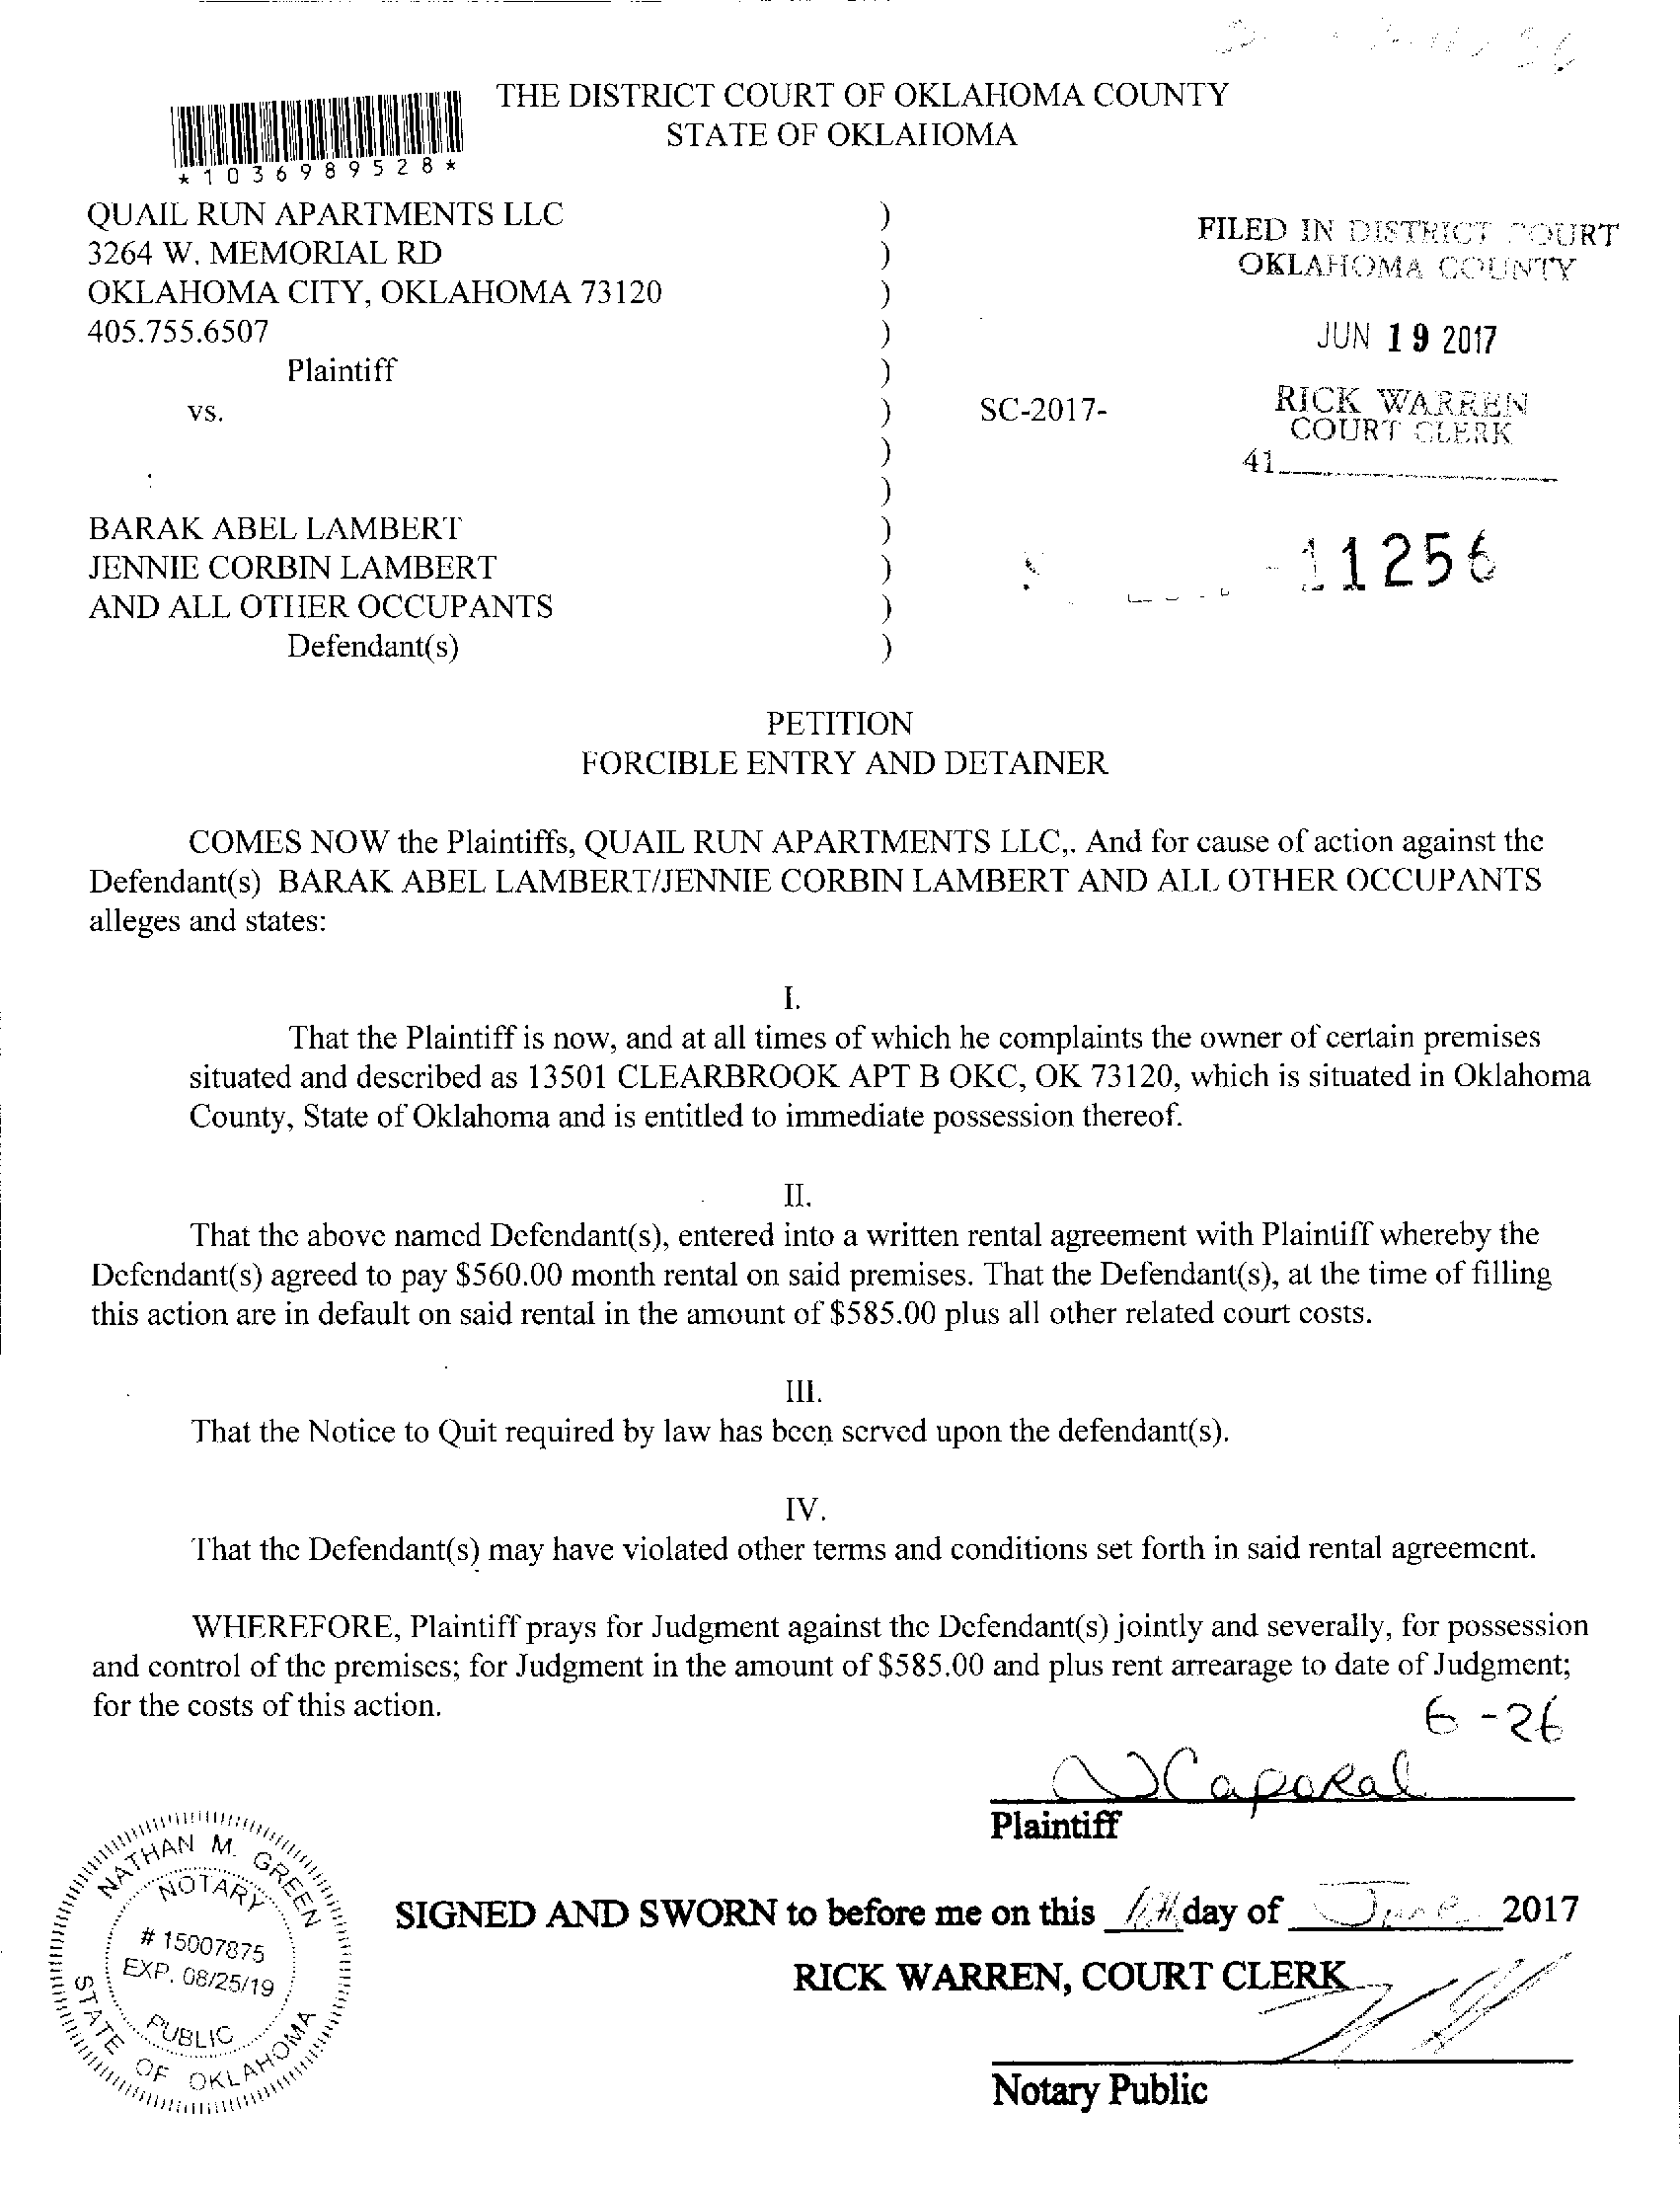 THE DISTRICT COURT OF OKLAHOMA COUNTY
STATE OF OKLAHOMA
*1036989528*
QUAIL RUN APARTMENTS LLC )
3264 W. MEMORIAL RD )
OKLAHOMA CITY, OKLAHOMA 73120 )
405.755.6507 )
Plaintiff )
vs. ) SC-2017-
)
: )
BARAK ABEL LAMBERT )
JENNIE CORBIN LAMBERT )
AND ALL OTHER OCCUPANTS )
Defendant(s) )
FILED IN DISTRICT COURT
OKLAHOMA COUNTY
JUN 19 2017
RICK WARREN
COURT CLERK
41
-11256
PETITION
FORCIBLE ENTRY AND DETAINER
COMES NOW the Plaintiffs, QUAIL RUN APARTMENTS LLC,. And for cause of action against the
Defendant(s) BARAK ABEL LAMBERT/JENNIE CORBIN LAMBERT AND ALL OTHER OCCUPANTS
alleges and states:
I.
That the Plaintiff is now, and at all times of which he complaints the owner of certain premises
situated and described as 13501 CLEARBROOK APT B OKC, OK 73120, which is situated in Oklahoma
County, State of Oklahoma and is entitled to immediate possession thereof.
II.
That the above named Defendant(s), entered into a written rental agreement with Plaintiff whereby the
Defendant(s) agreed to pay $560.00 month rental on said premises. That the Defendant(s), at the time of filling
this action are in default on said rental in the amount of $585.00 plus all other related court costs.
III.
That the Notice to Quit required by law has been served upon the defendant(s).
IV.
That the Defendant(s) may have violated other terms and conditions set forth in said rental agreement.
WHEREFORE, Plaintiff prays for Judgment against the Defendant(s) jointly and severally, for possession
and control of the premises; for Judgment in the amount of $585.00 and plus rent arrearage to date of Judgment;
for the costs of this action.
6-26
Caporal
Plaintiff
SIGNED AND SWORN to before me on this day of June 2017
RICK WARREN, COURT CLERK
Notary Public
NATHAN M. GREEN
NOTARY
# 15007875
EXP. 08/25/19
PUBLIC
STATE OF OKLAHOMA